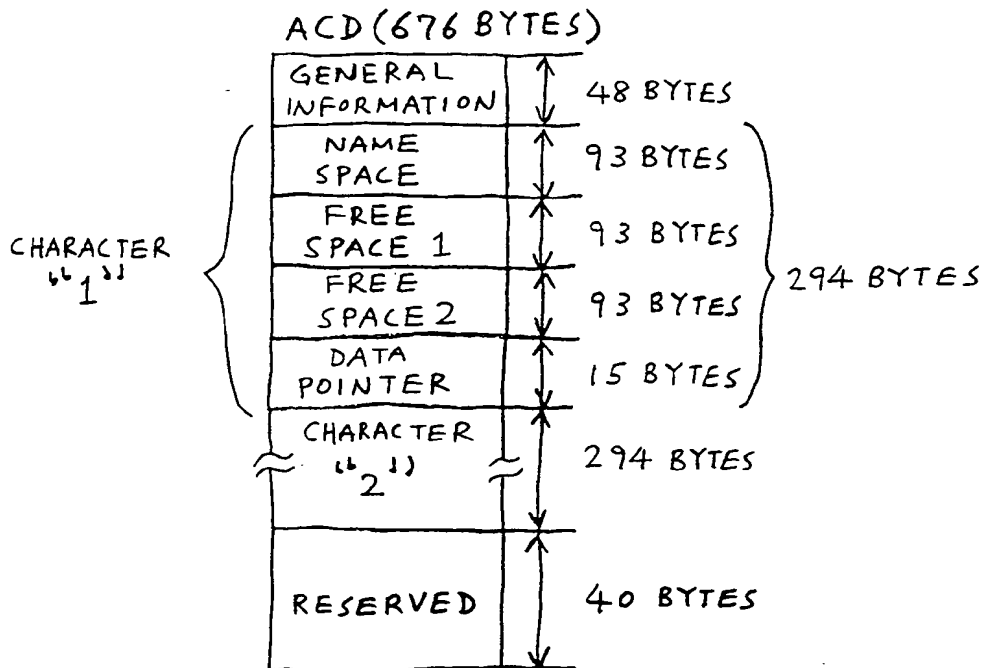 ACD (676 BYTES)
GENERAL
INFORMATION
48 BYTES
CHARACTER
"1"
NAME
SPACE
93 BYTES
FREE
SPACE 1
93 BYTES
FREE
SPACE 2
93 BYTES
DATA
POINTER
15 BYTES
294 BYTES
CHARACTER
"2"
294 BYTES
RESERVED
40 BYTES